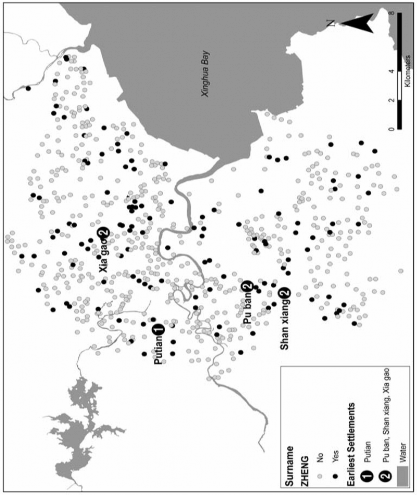 N
Xinghua Bay
Kilometers
0 2 4 8
Xia gao 2
Putian 1
Pu ban 2
Shan xiang 2
Surname
ZHENG
No
Yes
Earliest Settlements
1 Putian
2 Pu ban, Shan xiang, Xia gao
Water